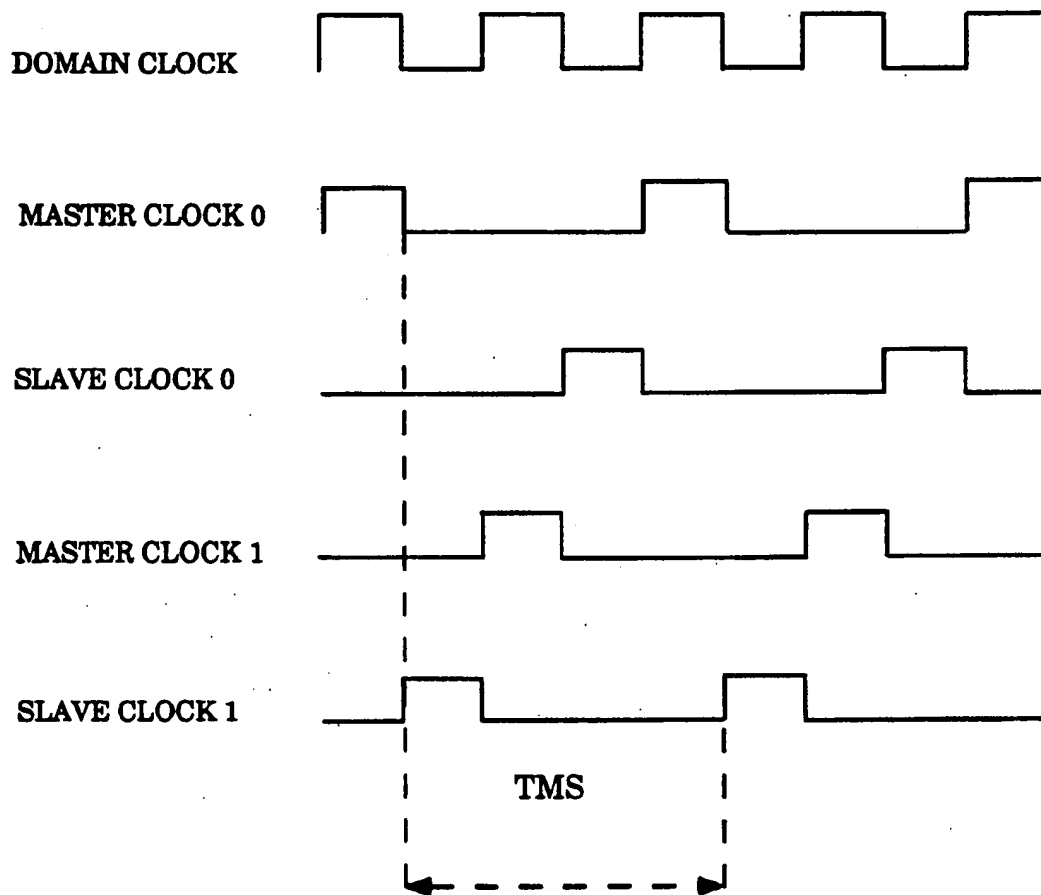 DOMAIN CLOCK
MASTER CLOCK 0
SLAVE CLOCK 0
MASTER CLOCK 1
SLAVE CLOCK 1
TMS